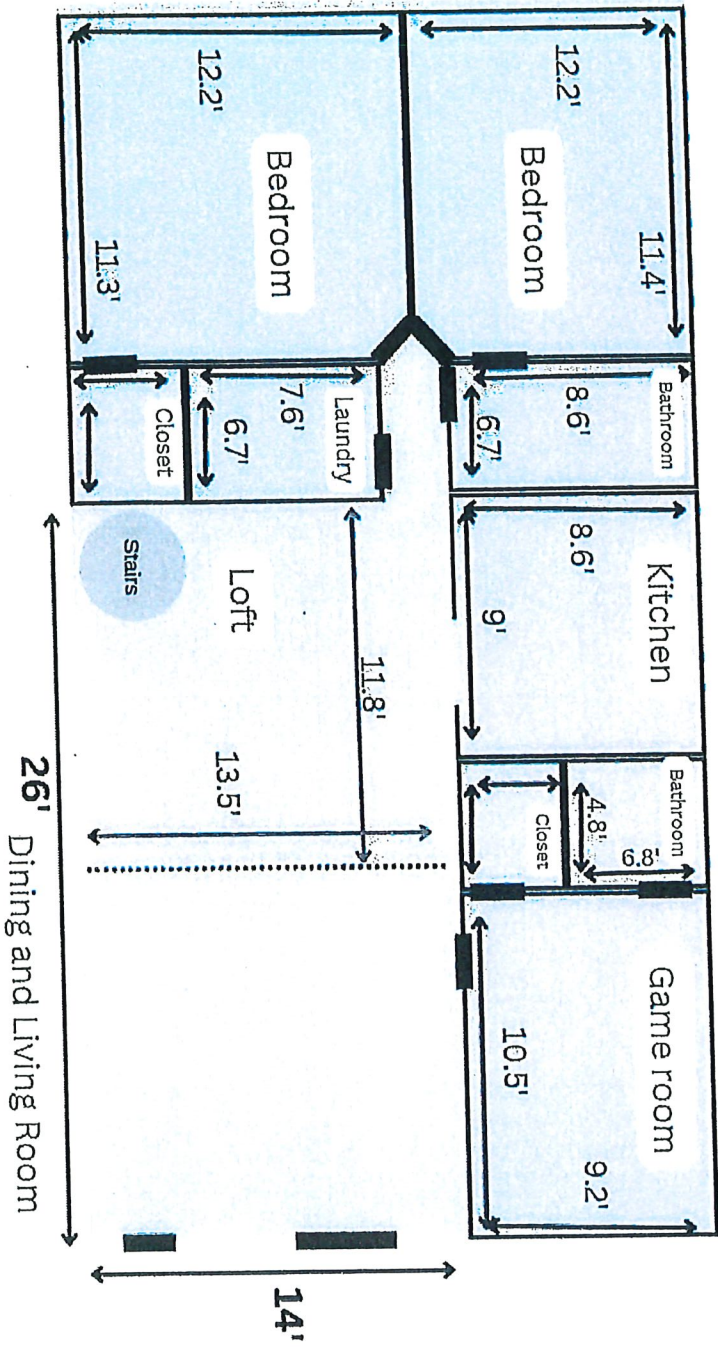 11.4'
Bathroom
Kitchen
Bathroom
Game room
6.8'
12.2'
8.6'
8.6'
4.8'
9.2'
Bedroom
Closet
10.5'
6.7'
9'
11.8'
Laundry
Bedroom
7.6'
14'
12.2'
6.7'
Loft
13.5'
Closet
Stairs
11.3'
26' Dining and Living Room